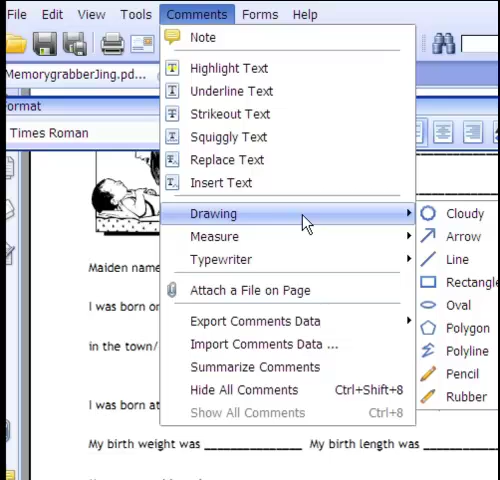 File Edit View Tools Comments Forms Help
Note
MemorygrabberJing.pd...
Highlight Text
Underline Text
ormat
Strikeout Text
Times Roman
Squiggly Text
Replace Text
Insert Text
Drawing
Cloudy
Measure
Arrow
Typewriter
Line
Maiden name
Attach a File on Page
Rectangle
I was born or
Oval
Export Comments Data
Polygon
in the town/
Import Comments Data ...
Polyline
Summarize Comments
Pencil
Hide All Comments Ctrl+Shift+8
Rubber
I was born at
Show All Comments Ctrl+8
My birth weight was ______________ My birth length was ___________